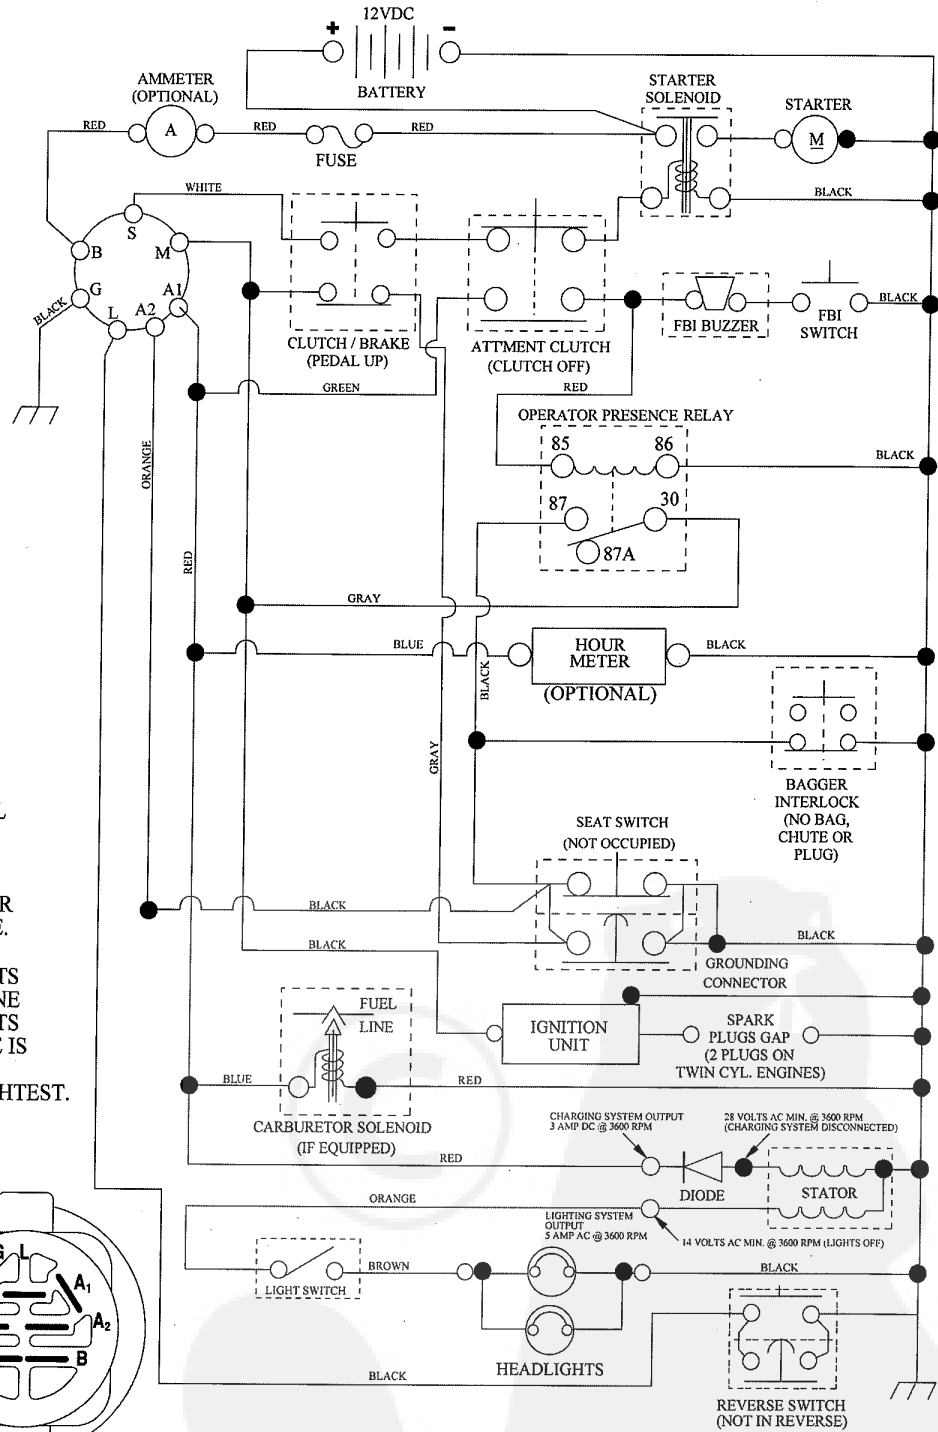 12VDC
+ -
BATTERY
AMMETER
(OPTIONAL)
STARTER
SOLENOID
STARTER
RED
A
RED
RED
M
FUSE
WHITE
BLACK
S
B
M
G
A1
L
A2
BLACK
CLUTCH / BRAKE
(PEDAL UP)
ATT'MENT CLUTCH
(CLUTCH OFF)
FBI BUZZER
FBI
SWITCH
BLACK
GREEN
RED
OPERATOR PRESENCE RELAY
85
86
BLACK
ORANGE
87
30
87A
RED
GRAY
BLUE
HOUR
METER
(OPTIONAL)
BLACK
BLACK
GRAY
BAGGER
INTERLOCK
(NO BAG,
CHUTE OR
PLUG)
L
SEAT SWITCH
(NOT OCCUPIED)
R
E.
BLACK
BLACK
BLACK
GROUNDING
CONNECTOR
TS
NE
TS
E IS
HTEST.
FUEL
LINE
IGNITION
UNIT
SPARK
PLUGS GAP
(2 PLUGS ON
TWIN CYL. ENGINES)
BLUE
RED
CARBURETOR SOLENOID
(IF EQUIPPED)
CHARGING SYSTEM OUTPUT
3 AMP DC @ 3600 RPM
28 VOLTS AC MIN. @ 3600 RPM
(CHARGING SYSTEM DISCONNECTED)
RED
DIODE
STATOR
ORANGE
LIGHTING SYSTEM
OUTPUT
5 AMP AC @ 3600 RPM
14 VOLTS AC MIN. @ 3600 RPM (LIGHTS OFF)
LIGHT SWITCH
BROWN
BLACK
HEADLIGHTS
G L
A1
A2
B
BLACK
REVERSE SWITCH
(NOT IN REVERSE)
©